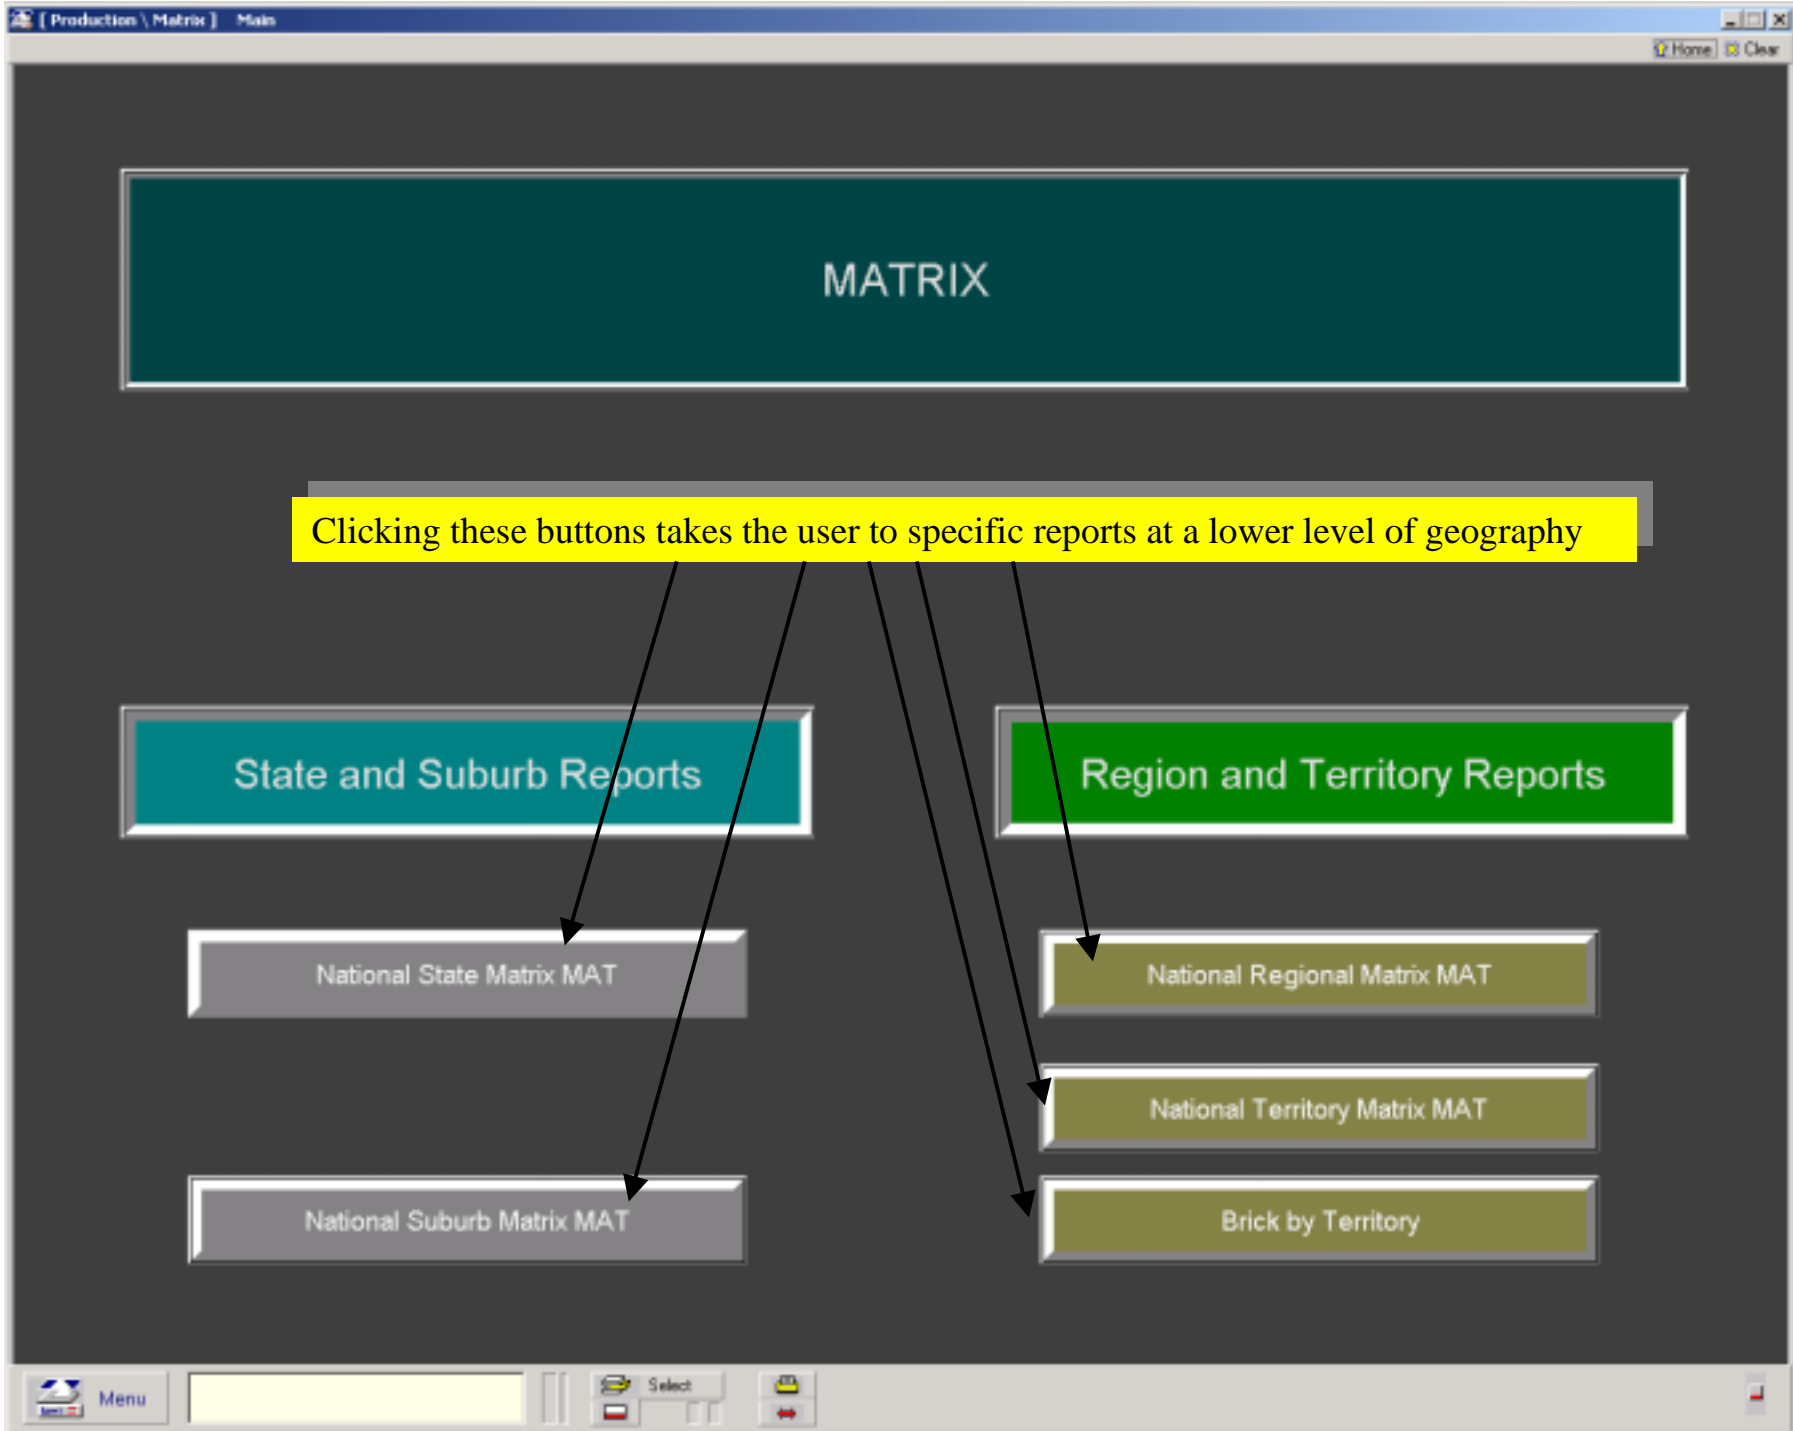 [ Production \ Matrix ] Main
Home Clear
MATRIX
Clicking these buttons takes the user to specific reports at a lower level of geography
State and Suburb Reports
Region and Territory Reports
National State Matrix MAT
National Regional Matrix MAT
National Territory Matrix MAT
National Suburb Matrix MAT
Brick by Territory
Menu
Select